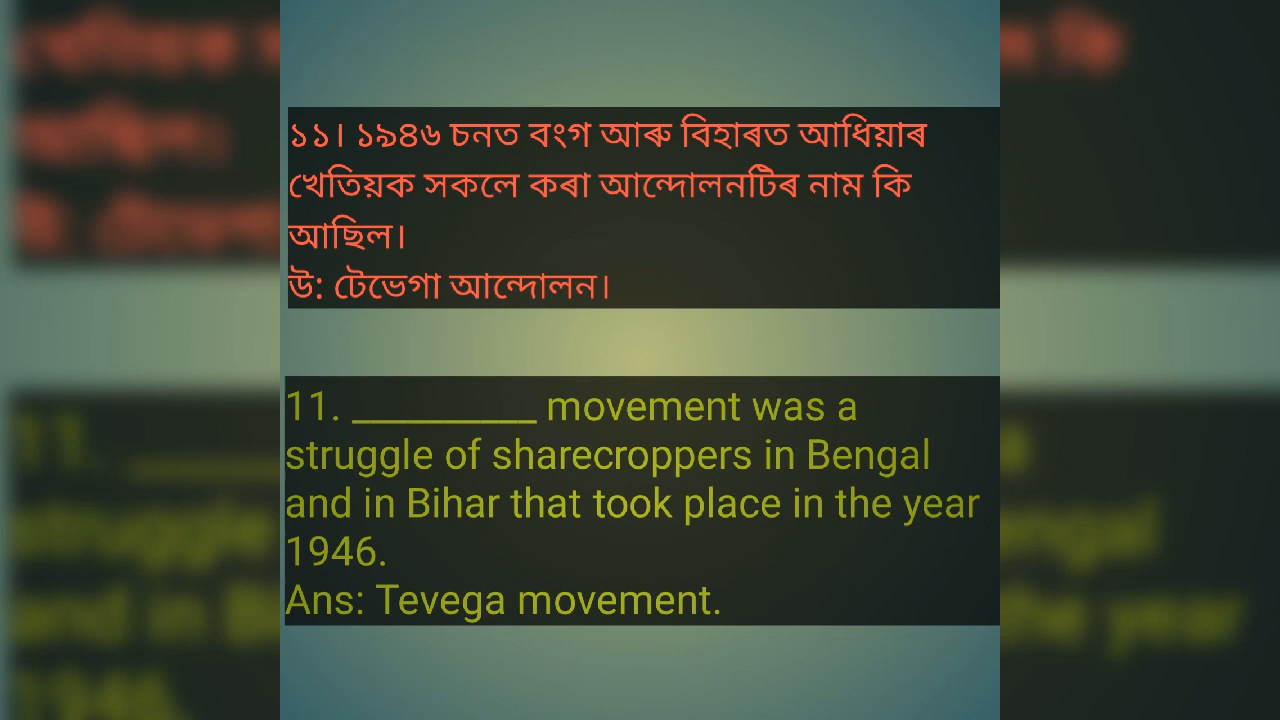 ১১। ১৯৪৬ চনত বংগ আৰু বিহাৰত আধিয়াৰ
খেতিয়ক সকলে কৰা আন্দোলনটিৰ নাম কি
আছিল।
উ: টেভেগা আন্দোলন।
11. __________ movement was a
struggle of sharecroppers in Bengal
and in Bihar that took place in the year
1946.
Ans: Tevega movement.